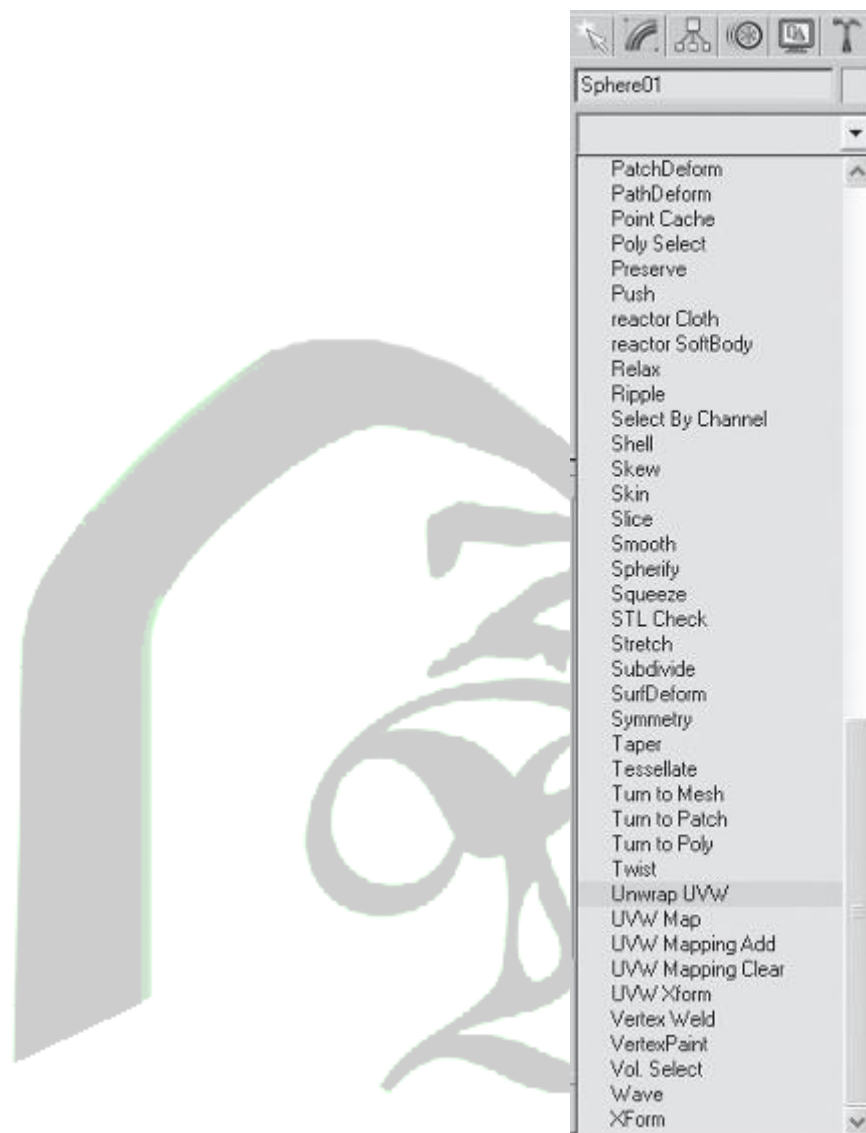 Sphere01
PatchDeform
PathDeform
Point Cache
Poly Select
Preserve
Push
reactor Cloth
reactor SoftBody
Relax
Ripple
Select By Channel
Shell
Skew
Skin
Slice
Smooth
Spherify
Squeeze
STL Check
Stretch
Subdivide
SurfDeform
Symmetry
Taper
Tessellate
Turn to Mesh
Turn to Patch
Turn to Poly
Twist
Unwrap UVW
UVW Map
UVW Mapping Add
UVW Mapping Clear
UVW Xform
Vertex Weld
VertexPaint
Vol. Select
Wave
XForm